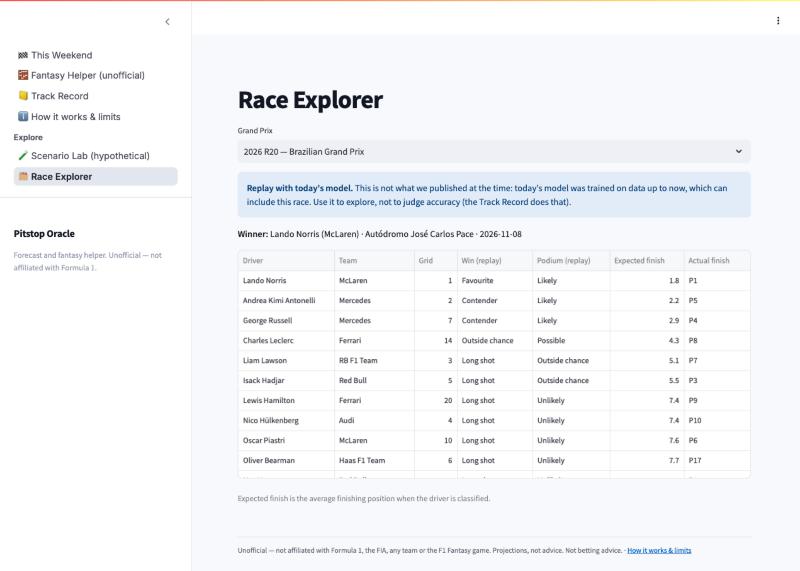 This Weekend
Fantasy Helper (unofficial)
Track Record
How it works & limits
Explore
Scenario Lab (hypothetical)
Race Explorer
Pitstop Oracle
Forecast and fantasy helper. Unofficial — not
affiliated with Formula 1.
Race Explorer
Grand Prix
2026 R20 — Brazilian Grand Prix
Replay with today's model. This is not what we published at the time: today's model was trained on data up to now, which can
include this race. Use it to explore, not to judge accuracy (the Track Record does that).
Winner: Lando Norris (McLaren) · Autódromo José Carlos Pace · 2026-11-08
Driver Team Grid Win (replay) Podium (replay) Expected finish Actual finish
Lando Norris McLaren 1 Favourite Likely 1.8 P1
Andrea Kimi Antonelli Mercedes 2 Contender Likely 2.2 P5
George Russell Mercedes 7 Contender Likely 2.9 P4
Charles Leclerc Ferrari 14 Outside chance Possible 4.3 P8
Liam Lawson RB F1 Team 3 Long shot Outside chance 5.1 P7
Isack Hadjar Red Bull 5 Long shot Outside chance 5.5 P3
Lewis Hamilton Ferrari 20 Long shot Unlikely 7.4 P9
Nico Hülkenberg Audi 4 Long shot Unlikely 7.4 P10
Oscar Piastri McLaren 10 Long shot Unlikely 7.6 P6
Oliver Bearman Haas F1 Team 6 Long shot Unlikely 7.7 P17
Expected finish is the average finishing position when the driver is classified.
Unofficial — not affiliated with Formula 1, the FIA, any team or the F1 Fantasy game. Projections, not advice. Not betting advice. · How it works & limits